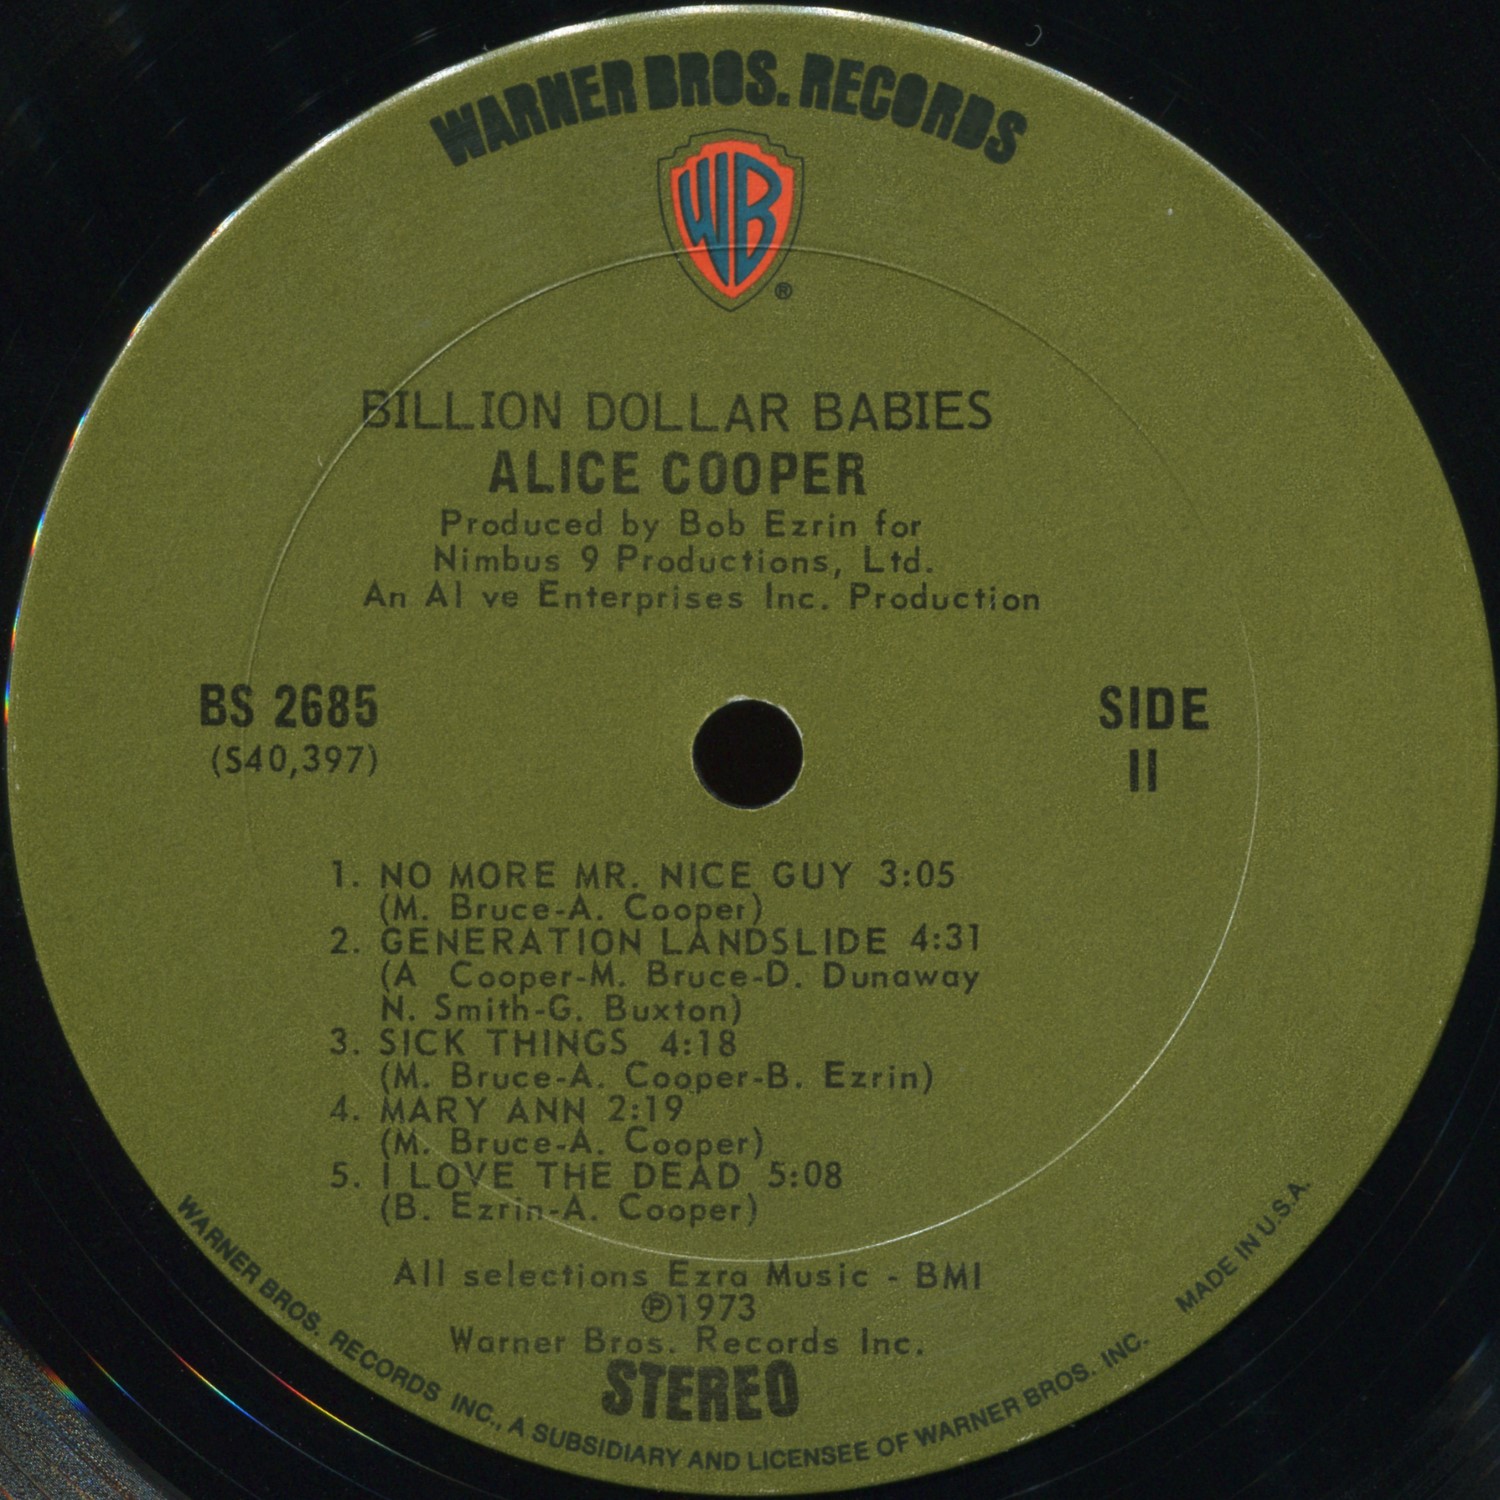 WARNER BROS. RECORDS
WB
®
BILLION DOLLAR BABIES
ALICE COOPER
Produced by Bob Ezrin for
Nimbus 9 Productions, Ltd.
An Al ve Enterprises Inc. Production
BS 2685
(S40,397)
SIDE
II
1. NO MORE MR. NICE GUY 3:05
(M. Bruce-A. Cooper)
2. GENERATION LANDSLIDE 4:31
(A Cooper-M. Bruce-D. Dunaway
N. Smith-G. Buxton)
3. SICK THINGS 4:18
(M. Bruce-A. Cooper-B. Ezrin)
4. MARY ANN 2:19
(M. Bruce-A. Cooper)
5. I LOVE THE DEAD 5:08
(B. Ezrin-A. Cooper)
All selections Ezra Music - BMI
℗1973
Warner Bros. Records Inc.
STEREO
WARNER BROS. RECORDS INC., A SUBSIDIARY AND LICENSEE OF WARNER BROS. INC. MADE IN U.S.A.